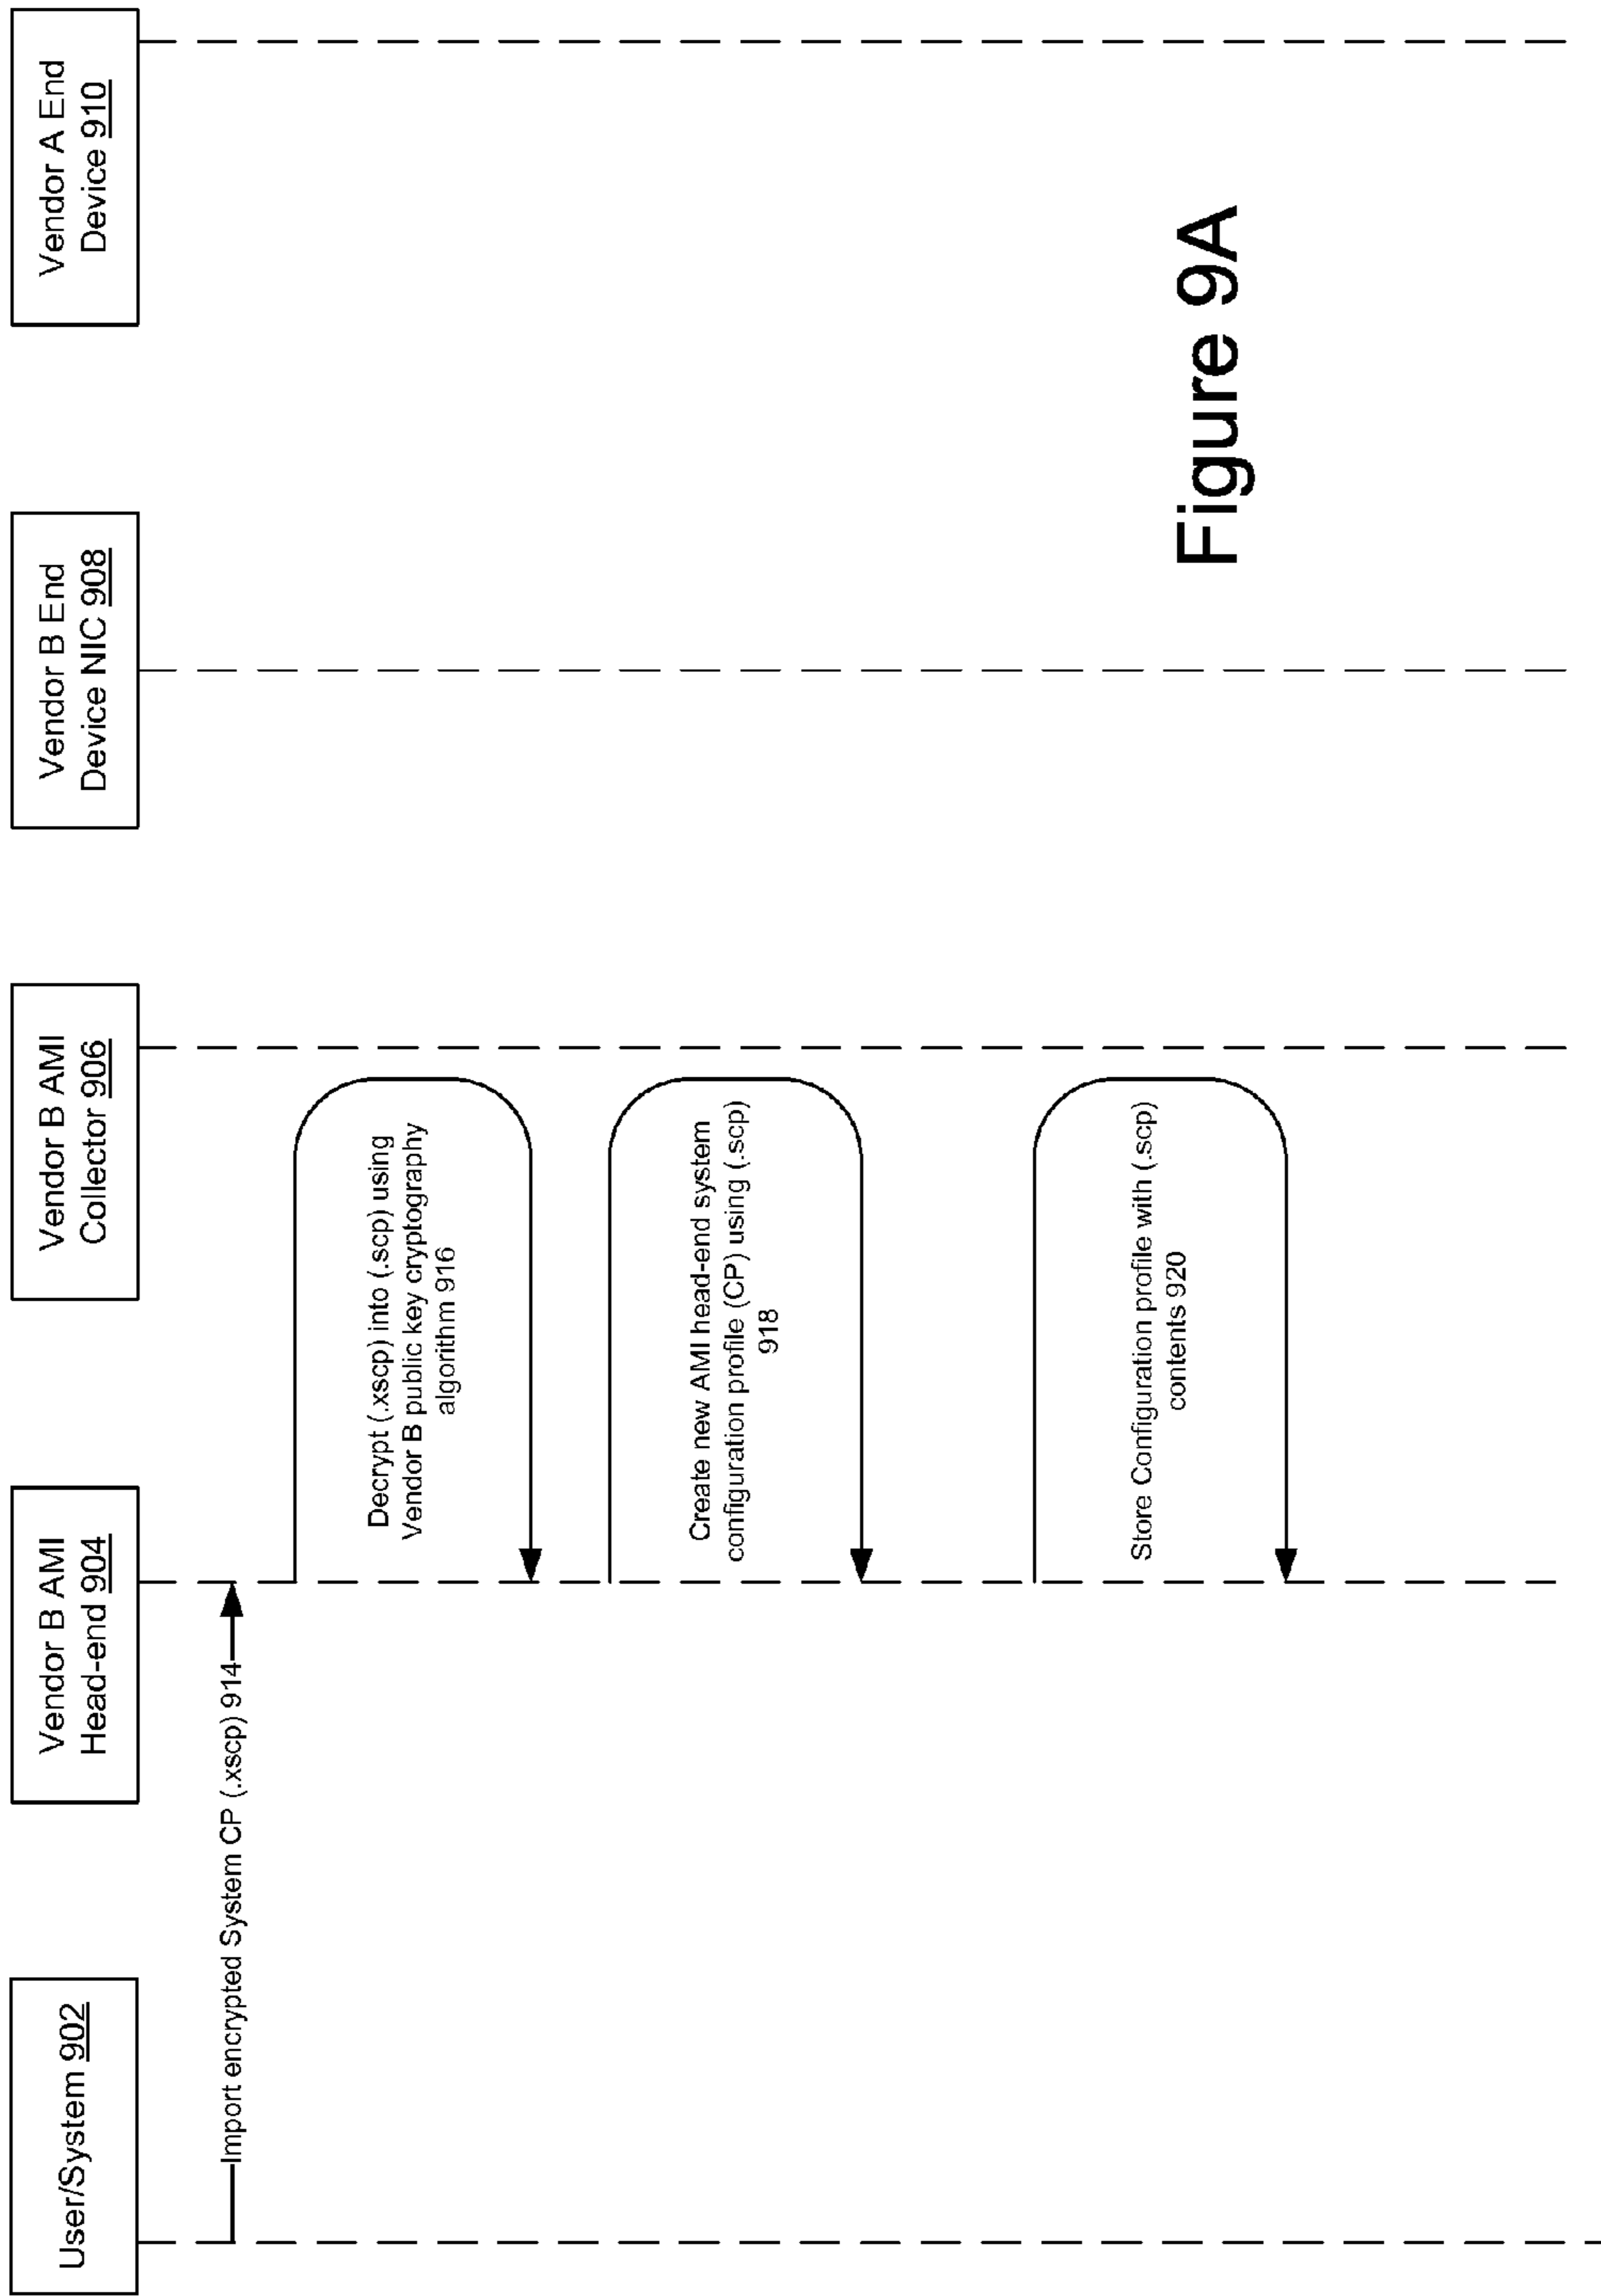 User/System 902
Vendor B AMI
Head-end 904
Vendor B AMI
Collector 906
Vendor B End
Device NIC 908
Vendor A End
Device 910
Import encrypted System CP (.xscp) 914
Decrypt (.xscp) into (.scp) using
Vendor B public key cryptography
algorithm 916
Create new AMI head-end system
configuration profile (CP) using (.scp)
918
Store Configuration profile with (.scp)
contents 920
Figure 9A